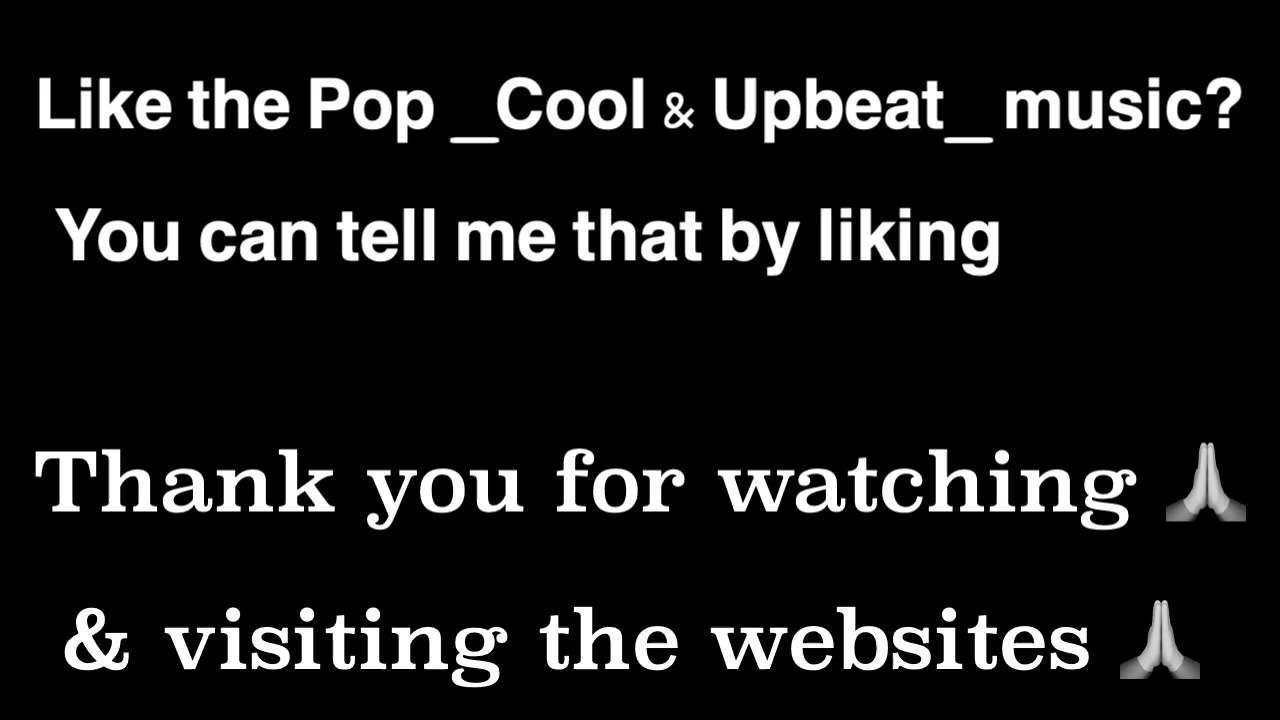 Like the Pop _Cool & Upbeat_ music?
You can tell me that by liking
Thank you for watching 🙏
& visiting the websites 🙏